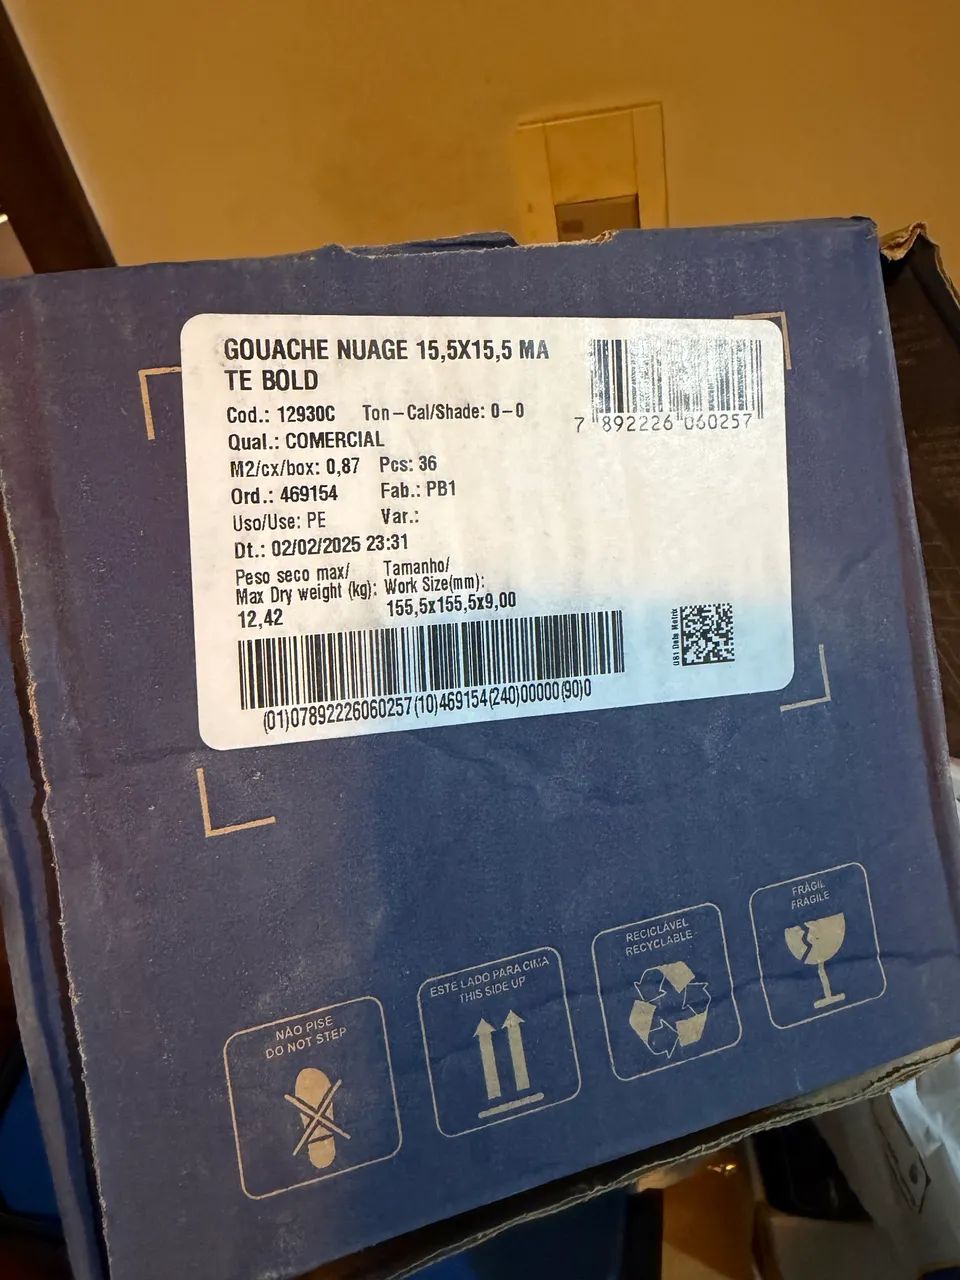 GOUACHE NUAGE 15,5X15,5 MA
TE BOLD
Cod.: 12930C Ton-Cal/Shade: 0-0
Qual.: COMERCIAL
M2/cx/box: 0,87 Pcs: 36
Ord.: 469154 Fab.: PB1
Uso/Use: PE Var.:
Dt.: 02/02/2025 23:31
Peso seco max/
Max Dry weight (kg):
12,42
Tamanho/
Work Size(mm):
155,5x155,5x9,00
7 892226 060257
(01)07892226060257(10)469154(240)00000(90)0
NÃO PISE
DO NOT STEP
ESTE LADO PARA CIMA
THIS SIDE UP
RECICLÁVEL
RECYCLABLE
FRÁGIL
FRAGILE